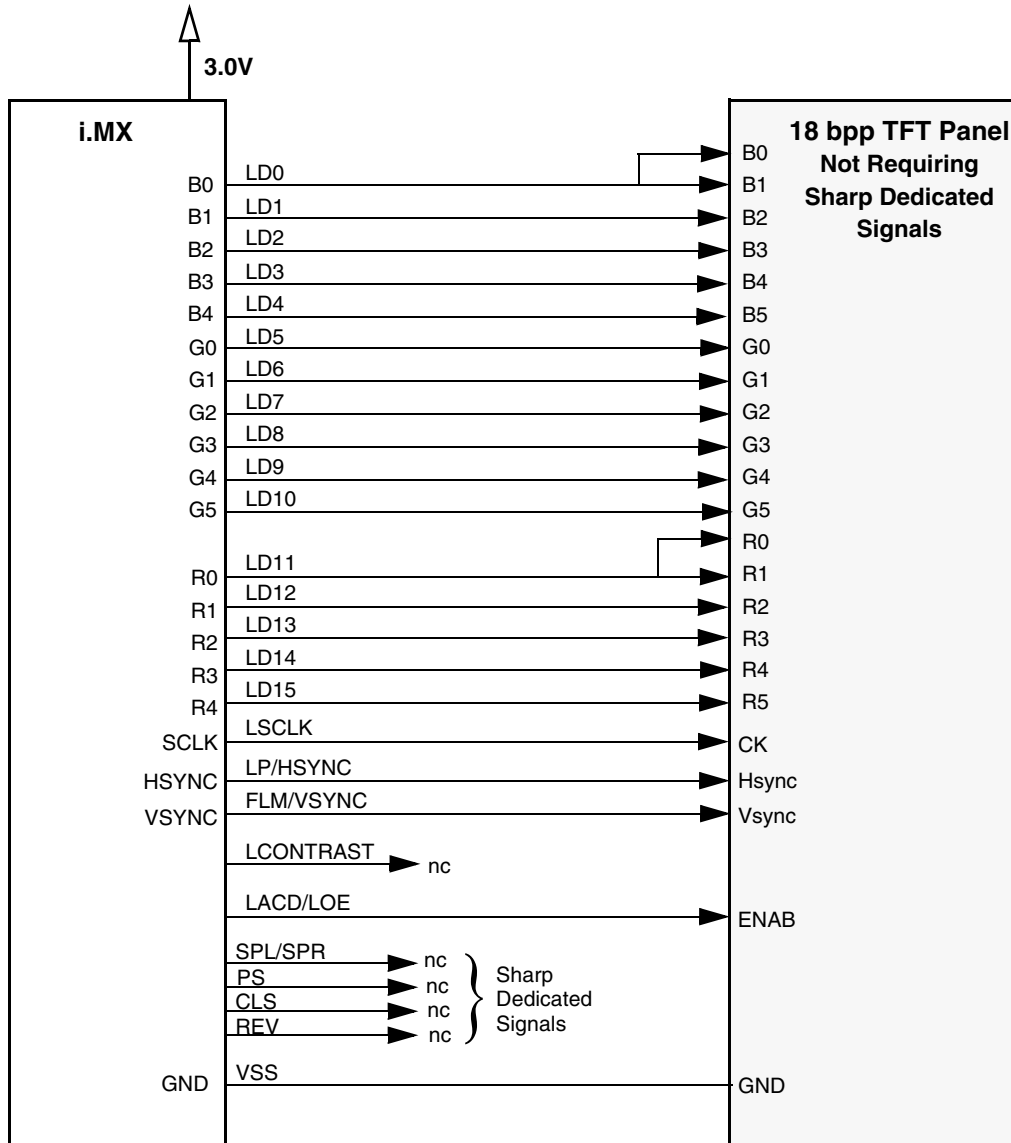 3.0V
i.MX
18 bpp TFT Panel
Not Requiring
Sharp Dedicated
Signals
B0
B0 LD0 B1
B1 LD1 B2
B2 LD2 B3
B3 LD3 B4
B4 LD4 B5
G0 LD5 G0
G1 LD6 G1
G2 LD7 G2
G3 LD8 G3
G4 LD9 G4
G5 LD10 G5
R0
R0 LD11 R1
R1 LD12 R2
R2 LD13 R3
R3 LD14 R4
R4 LD15 R5
SCLK LSCLK CK
HSYNC LP/HSYNC Hsync
VSYNC FLM/VSYNC Vsync
LCONTRAST nc
LACD/LOE ENAB
SPL/SPR nc
PS nc
CLS nc
REV nc
Sharp
Dedicated
Signals
GND VSS GND